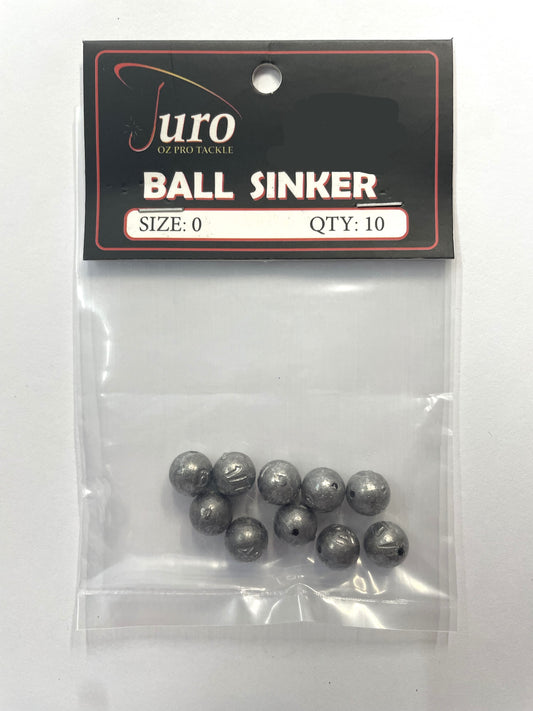 Juro
OZ PRO TACKLE
BALL SINKER
SIZE: 0 QTY: 10